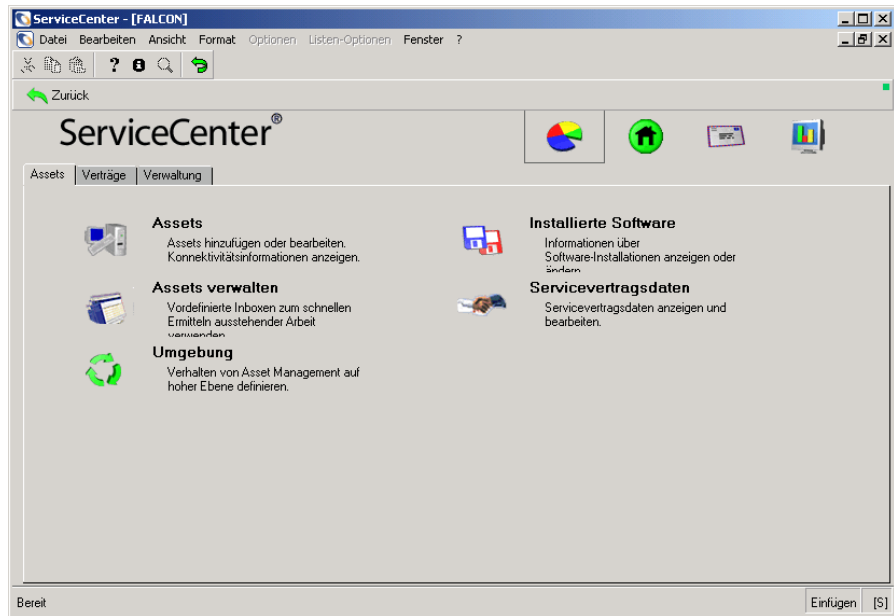 ServiceCenter - [FALCON]
Datei Bearbeiten Ansicht Format Optionen Listen-Optionen Fenster ?
Zurück
ServiceCenter®
Assets Verträge Verwaltung
Assets
Assets hinzufügen oder bearbeiten.
Konnektivitätsinformationen anzeigen.
Installierte Software
Informationen über
Software-Installationen anzeigen oder
ändern.
Assets verwalten
Vordefinierte Inboxen zum schnellen
Ermitteln ausstehender Arbeit
verwenden.
Servicevertragsdaten
Servicevertragsdaten anzeigen und
bearbeiten.
Umgebung
Verhalten von Asset Management auf
hoher Ebene definieren.
Bereit
Einfügen [S]